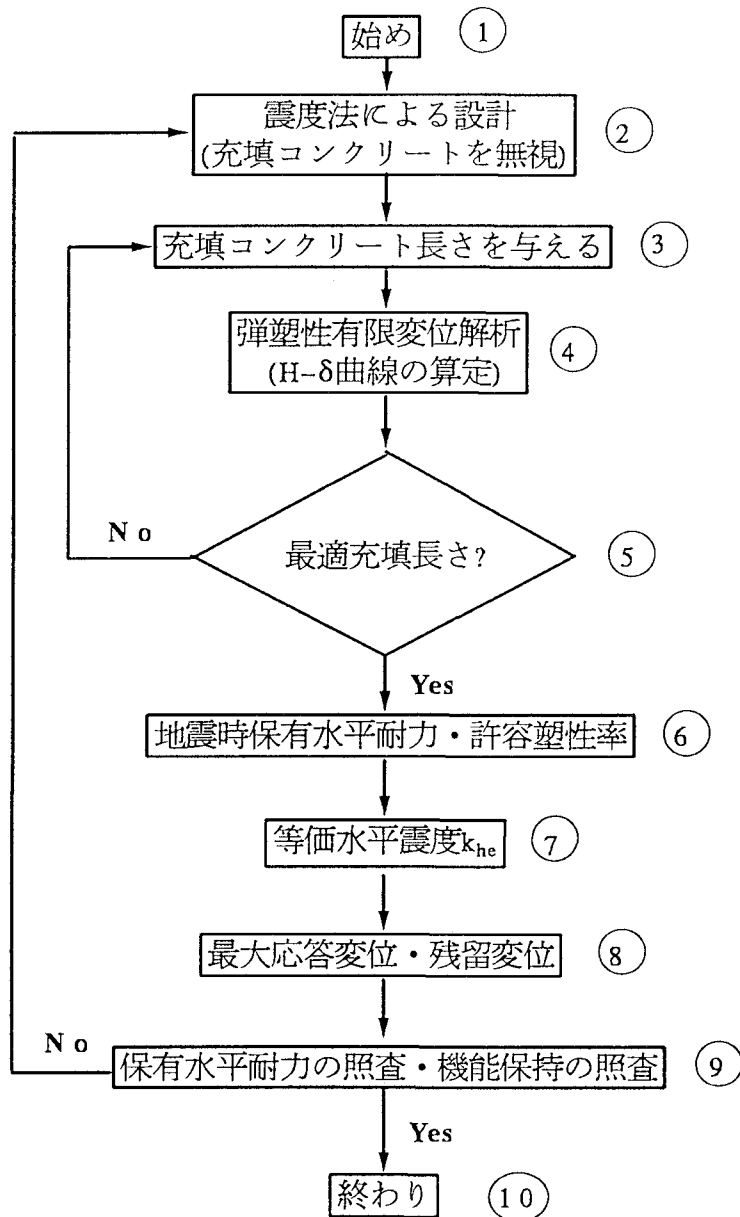 始め
①
震度法による設計
(充填コンクリートを無視)
②
充填コンクリート長さを与える
③
弾塑性有限変位解析
(H-δ曲線の算定)
④
No
最適充填長さ?
⑤
Yes
地震時保有水平耐力・許容塑性率
⑥
等価水平震度khe
⑦
最大応答変位・残留変位
⑧
No
保有水平耐力の照査・機能保持の照査
⑨
Yes
終わり
⑩